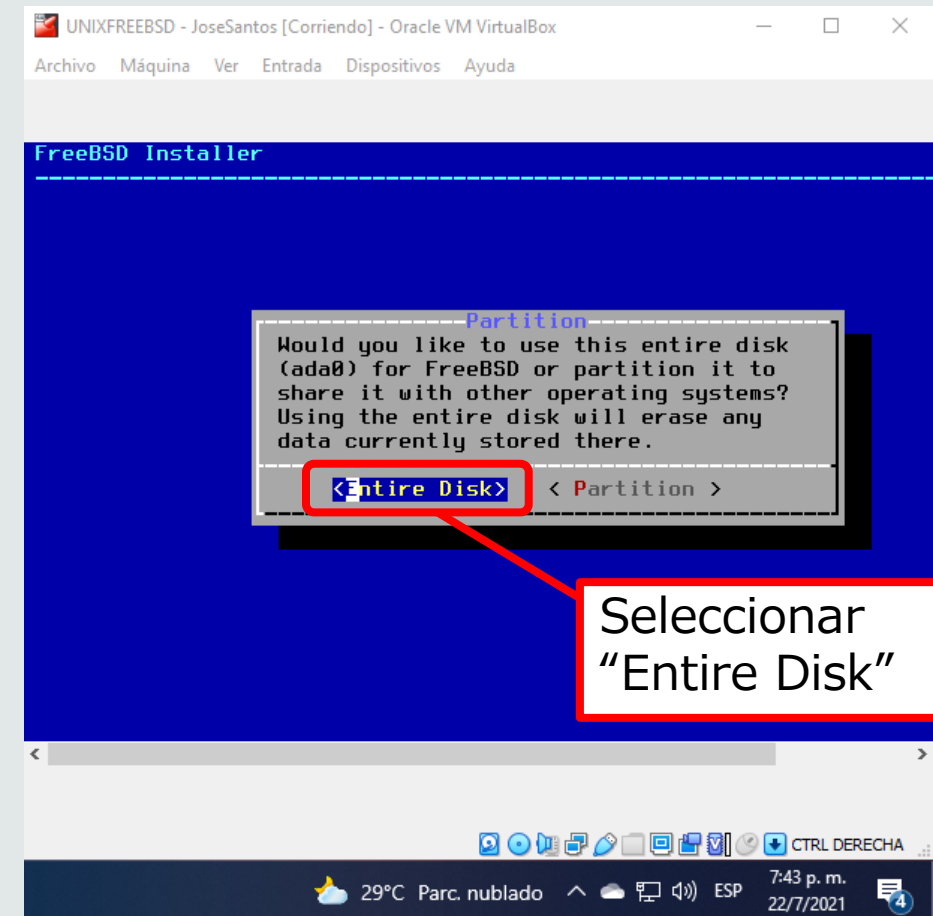 UNIXFREEBSD - JoseSantos [Corriendo] - Oracle VM VirtualBox
Archivo Máquina Ver Entrada Dispositivos Ayuda
FreeBSD Installer
Partition
Would you like to use this entire disk
(ada0) for FreeBSD or partition it to
share it with other operating systems?
Using the entire disk will erase any
data currently stored there.
<Entire Disk> < Partition >
Seleccionar
“Entire Disk”
CTRL DERECHA
29°C Parc. nublado ESP 7:43 p. m.
22/7/2021
4